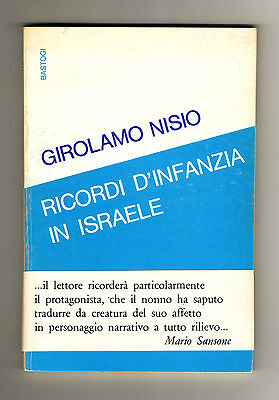 BASTOGI
GIROLAMO NISIO
RICORDI D'INFANZIA
IN ISRAELE
...il lettore ricorderà particolarmente
il protagonista, che il nonno ha saputo
tradurre da creatura del suo affetto
in personaggio narrativo a tutto rilievo...
Mario Sansone